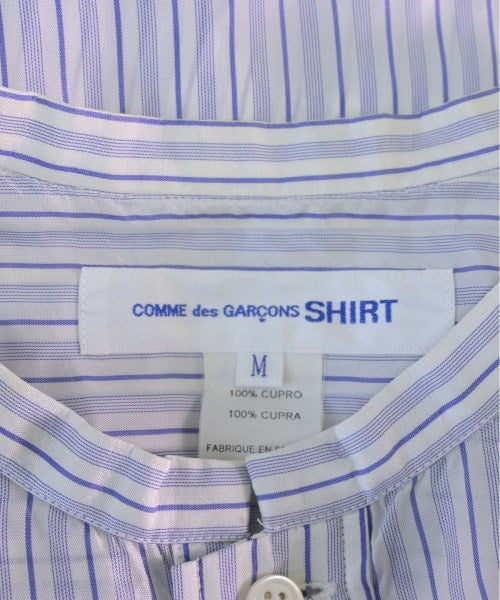 COMME des GARÇONS SHIRT
M
100% CUPRO
100% CUPRA
FABRIQUE EN